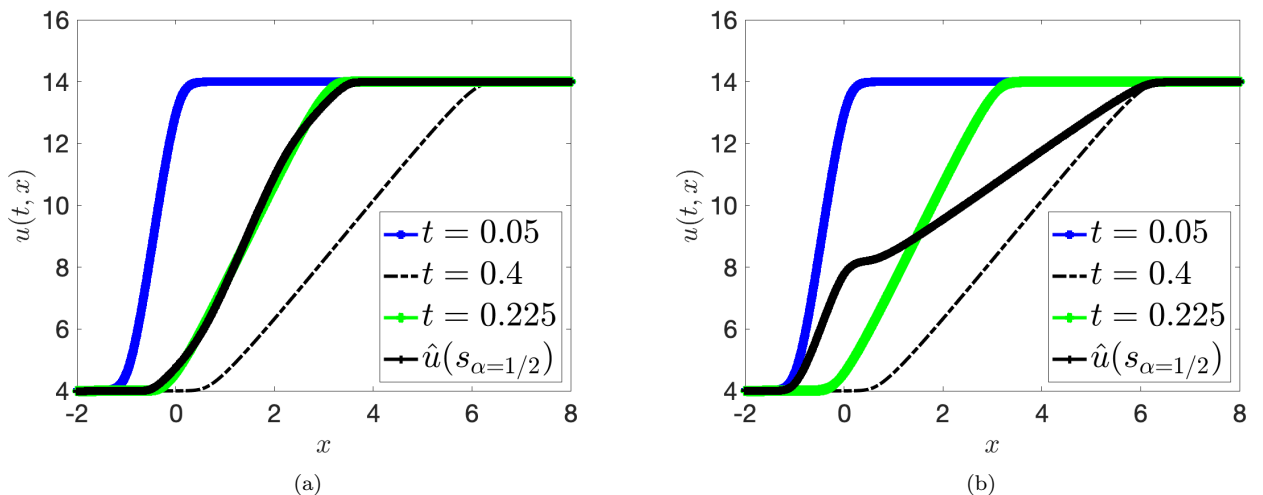 16
14
12
10
8
6
4
-2 0 2 4 6 8
u(t, x)
x
t = 0.05
t = 0.4
t = 0.225
û(s_{α=1/2})
(a)
16
14
12
10
8
6
4
-2 0 2 4 6 8
u(t, x)
x
t = 0.05
t = 0.4
t = 0.225
û(s_{α=1/2})
(b)